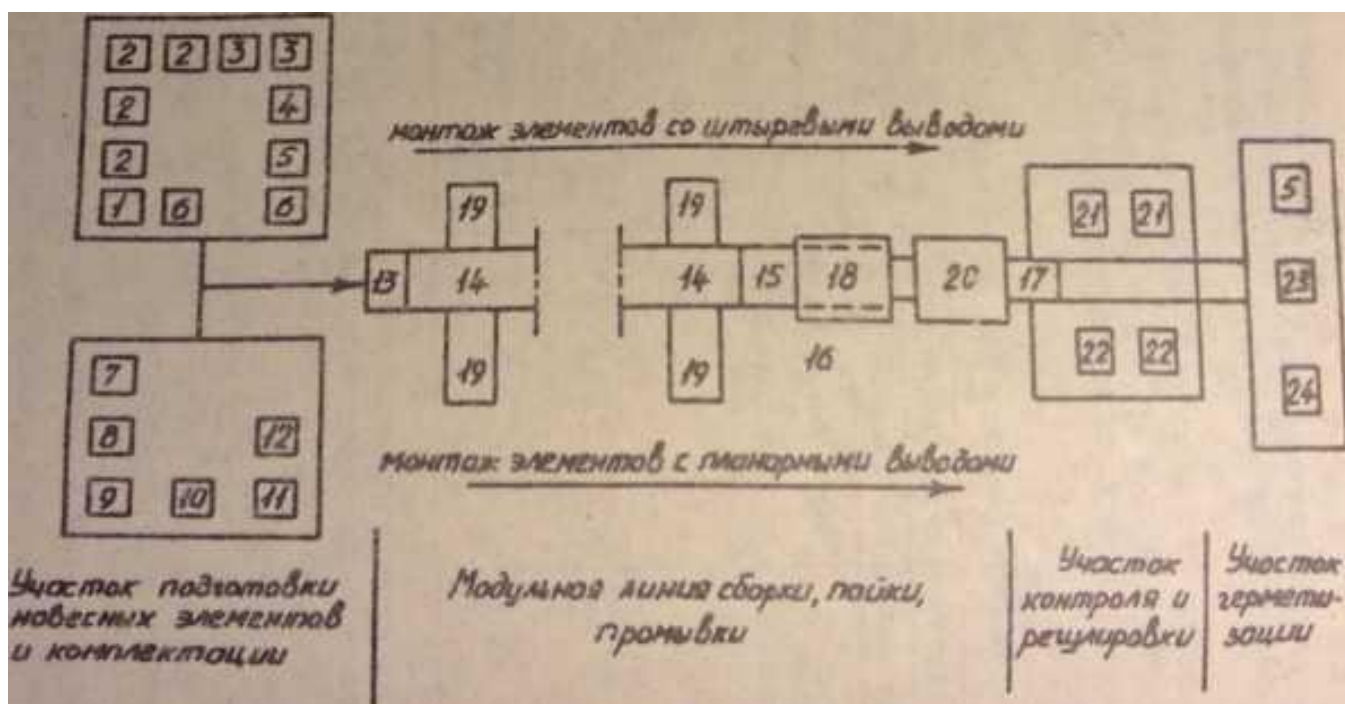 2 2 3 3
2 4
2 5
1 6 6
монтаж элементов со штыревыми выводами
19 19
13 14 14 15 18 20 17
19 19
16
21 21
22 22
5
23
24
7
8 12
9 10 11
монтаж элементов с планарными выводами
Участок подготовки
навесных элементов
и комплектации
Модульная линия сборки, пайки,
промывки
Участок
контроля и
регулировки
Участок
гермети-
зации